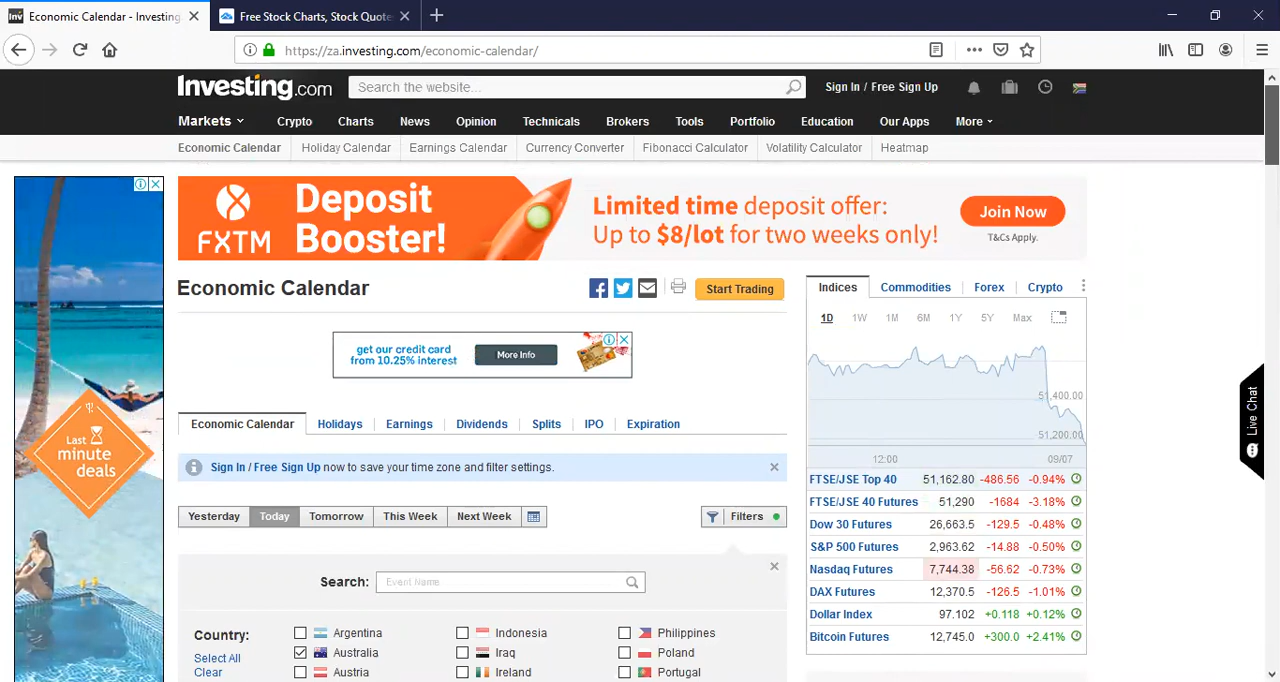 Economic Calendar - Investing.
Free Stock Charts, Stock Quote
https://za.investing.com/economic-calendar/
Investing.com
Search the website...
Sign In / Free Sign Up
Markets
Crypto
Charts
News
Opinion
Technicals
Brokers
Tools
Portfolio
Education
Our Apps
More
Economic Calendar
Holiday Calendar
Earnings Calendar
Currency Converter
Fibonacci Calculator
Volatility Calculator
Heatmap
FXTM
Deposit
Booster!
Limited time deposit offer:
Up to $8/lot for two weeks only!
Join Now
T&Cs Apply.
Last
minute
deals
Economic Calendar
Start Trading
get our credit card
from 10.25% interest
More Info
Economic Calendar
Holidays
Earnings
Dividends
Splits
IPO
Expiration
Sign In / Free Sign Up now to save your time zone and filter settings.
Yesterday
Today
Tomorrow
This Week
Next Week
Filters
Search:
Event Name
Country:
Select All
Clear
Argentina
Australia
Austria
Indonesia
Iraq
Ireland
Philippines
Poland
Portugal
Indices
Commodities
Forex
Crypto
1D
1W
1M
6M
1Y
5Y
Max
51,400.00
51,200.00
12:00
09/07
FTSE/JSE Top 40 51,162.80 -486.56 -0.94%
FTSE/JSE 40 Futures 51,290 -1684 -3.18%
Dow 30 Futures 26,663.5 -129.5 -0.48%
S&P 500 Futures 2,963.62 -14.88 -0.50%
Nasdaq Futures 7,744.38 -56.62 -0.73%
DAX Futures 12,370.5 -126.5 -1.01%
Dollar Index 97.102 +0.118 +0.12%
Bitcoin Futures 12,745.0 +300.0 +2.41%
Live Chat